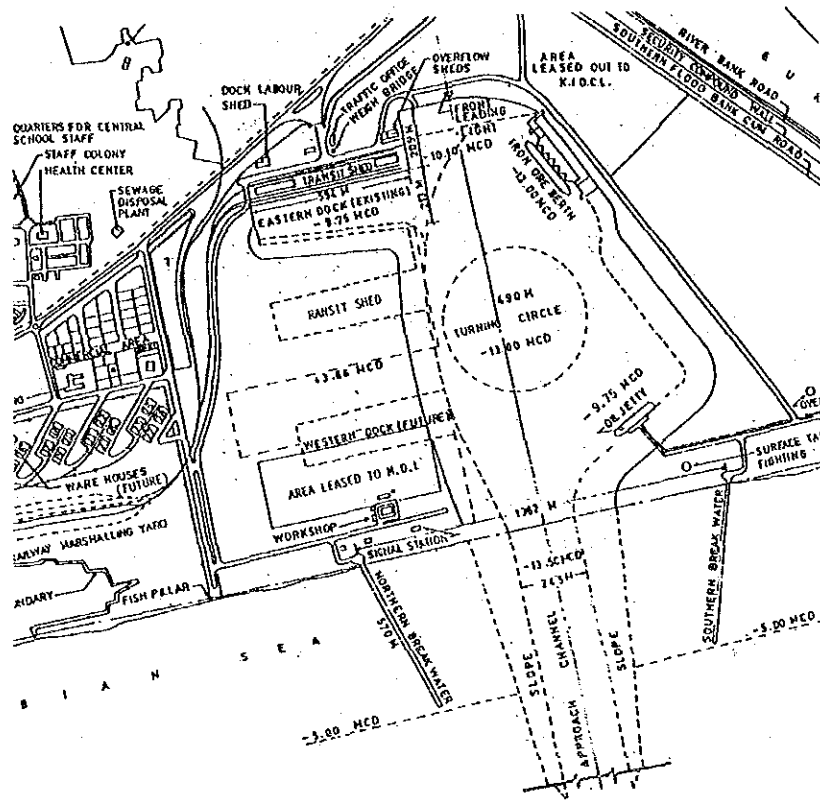 RIVER BANK ROAD
SECURITY COMPOUND WALL
SOUTHERN FLOOD BANK CUM ROAD
G U
AREA
LEASED OUT TO
K.I.O.C.L.
OVERFLOW
SHEDS
TRAFFIC OFFICE
WEIGH BRIDGE
DOCK LABOUR
SHED
FRONT
LEADING
LIGHT
-10.10 MCD
IRON ORE BERTH
-13.00 MCD
QUARTERS FOR CENTRAL
SCHOOL STAFF
STAFF COLONY
HEALTH CENTER
SEWAGE
DISPOSAL
PLANT
TRANSIT SHED
EASTERN DOCK (EXISTING)
-9.75 MCD
RANSIT SHED
490 M
TURNING CIRCLE
-13.00 MCD
WESTERN DOCK (FUTURE)
-9.75 MCD
OIL JETTY
AREA LEASED TO M.D.L
WARE HOUSES
(FUTURE)
SURFACE TA
FIGHTING
RAILWAY MARSHALLING YARD
WORKSHOP
SIGNAL STATION
-13.50 MCD
FISH PILLAR
NORTHERN BREAK WATER
570 M
SOUTHERN BREAK WATER
B I A N S E A
SLOPE
APPROACH CHANNEL
SLOPE
-5.00 MCD
-5.00 MCD